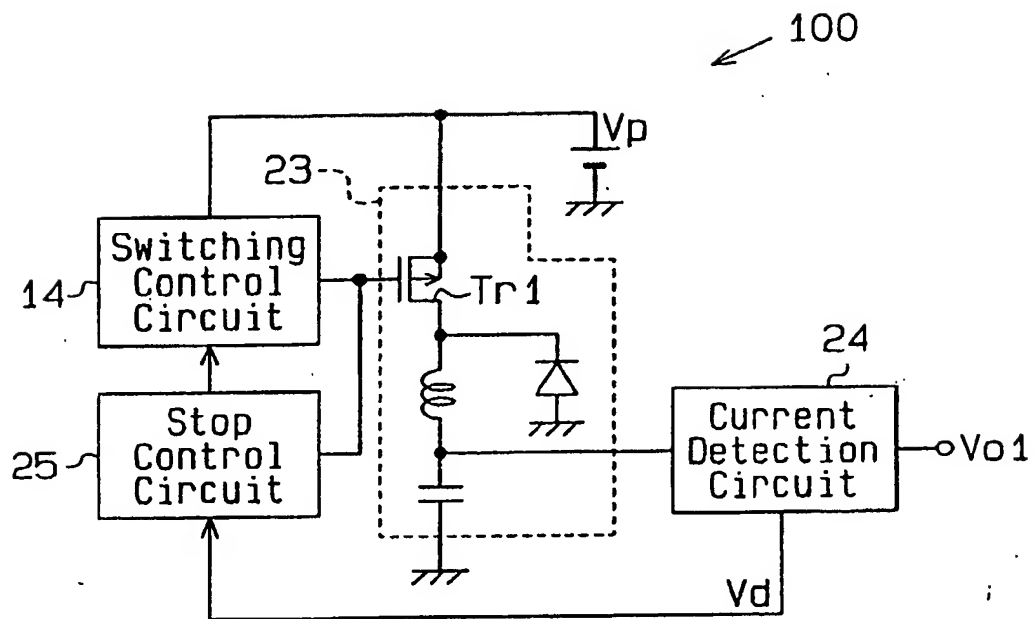 100
Vp
23
Switching
Control
Circuit
14
Tr1
24
Stop
Control
Circuit
25
Current
Detection
Circuit
Vo1
Vd